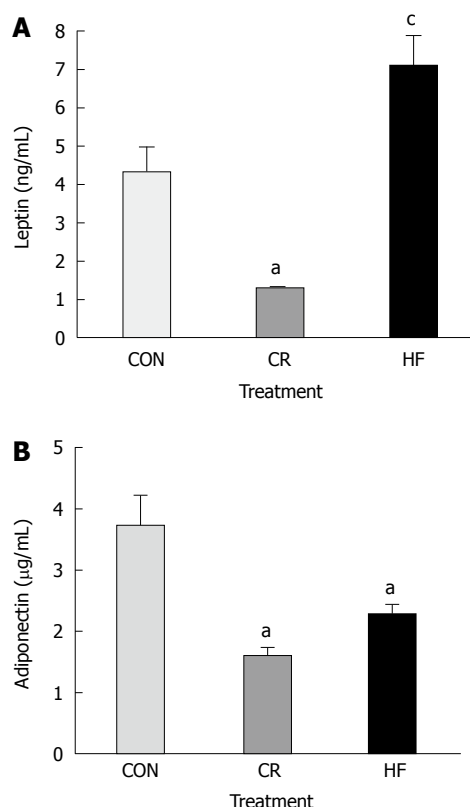 A
8
7
6
5
4
3
2
1
0
Leptin (ng/mL)
a
c
CON CR HF
Treatment
B
5
4
3
2
1
0
Adiponectin (μg/mL)
a
a
CON CR HF
Treatment